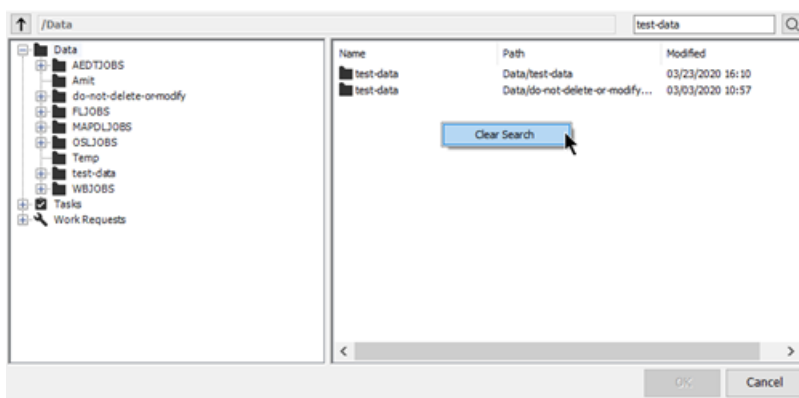 /Data
test-data
Data
AEDTJOBS
Amit
do-not-delete-or-modify
FLJOBS
MAPDLJOBS
OSLJOBS
Temp
test-data
WBJOBS
Tasks
Work Requests
Name Path Modified
test-data Data/test-data 03/23/2020 16:10
test-data Data/do-not-delete-or-modify... 03/03/2020 10:57
Clear Search
OK Cancel